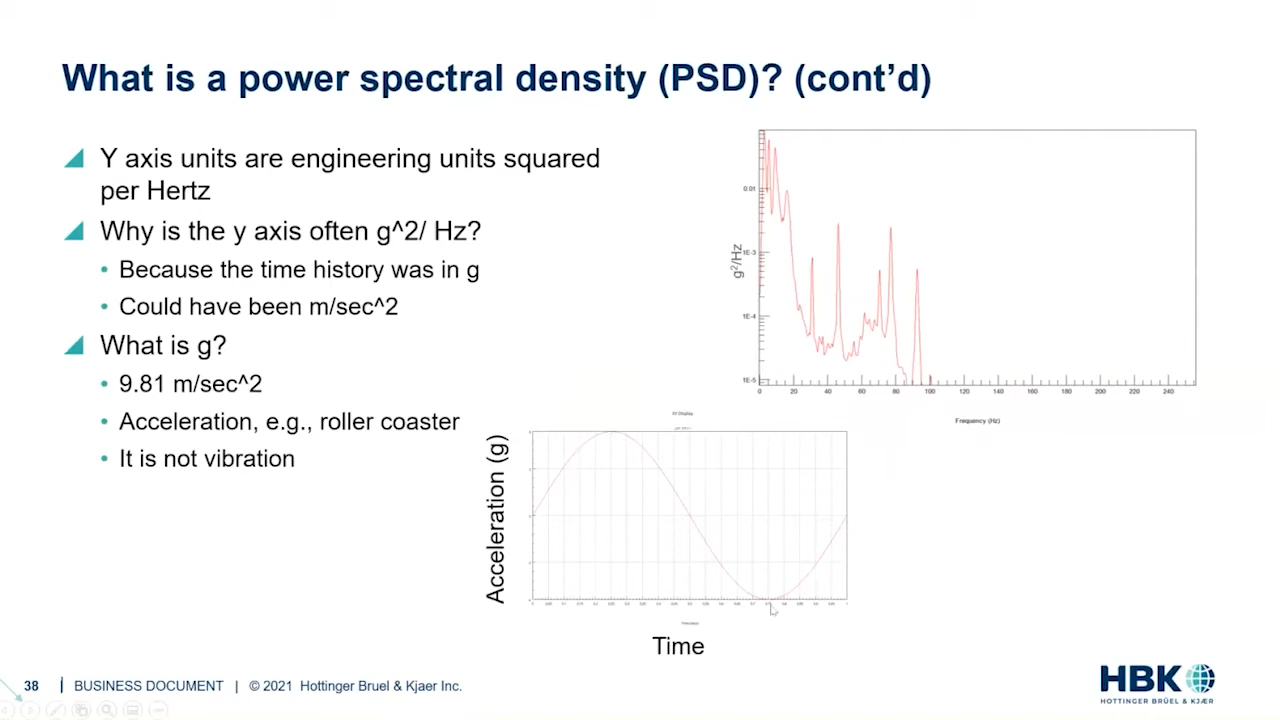 What is a power spectral density (PSD)? (cont'd)
Y axis units are engineering units squared
per Hertz
Why is the y axis often g^2/ Hz?
Because the time history was in g
Could have been m/sec^2
What is g?
9.81 m/sec^2
Acceleration, e.g., roller coaster
It is not vibration
g²/Hz
0.01
1E-3
1E-4
1E-5
0 20 40 60 80 100 120 140 160 180 200 220 240
Frequency (Hz)
XY Display
Acceleration (g)
Time
38 | BUSINESS DOCUMENT | © 2021 Hottinger Bruel & Kjaer Inc.
HBK
HOTTINGER BRÜEL & KJÆR